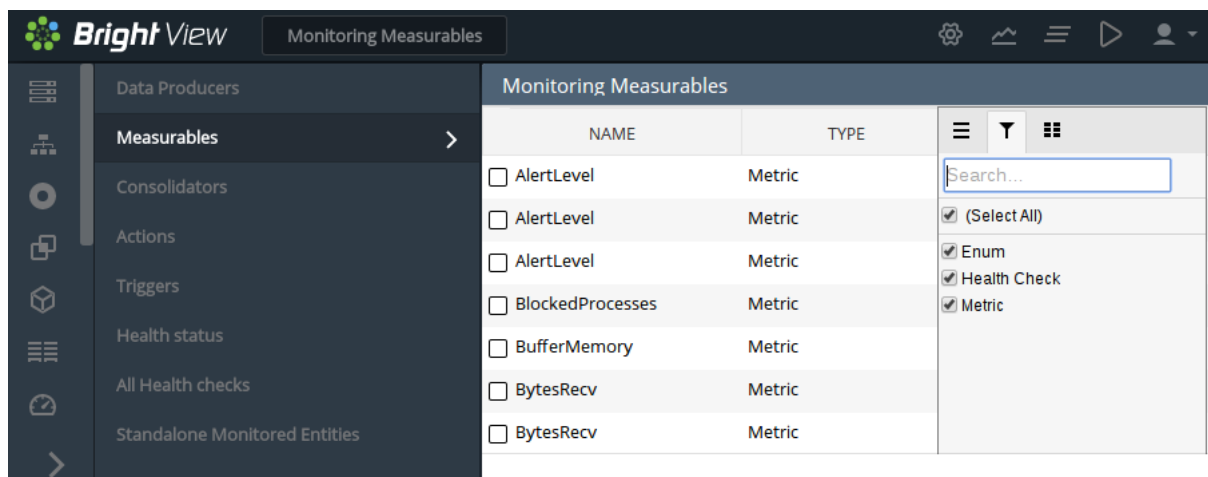 Bright View
Monitoring Measurables
Data Producers
Measurables
Consolidators
Actions
Triggers
Health status
All Health checks
Standalone Monitored Entities
Monitoring Measurables
NAME TYPE
AlertLevel Metric
AlertLevel Metric
AlertLevel Metric
BlockedProcesses Metric
BufferMemory Metric
BytesRecv Metric
BytesRecv Metric
Search...
(Select All)
Enum
Health Check
Metric